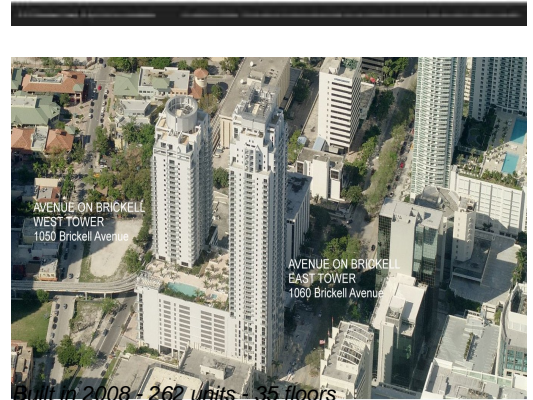 AVENUE ON BRICKELL
WEST TOWER
1050 Brickell Avenue
AVENUE ON BRICKELL
EAST TOWER
1060 Brickell Avenue
Built in 2008 - 262 units - 35 floors